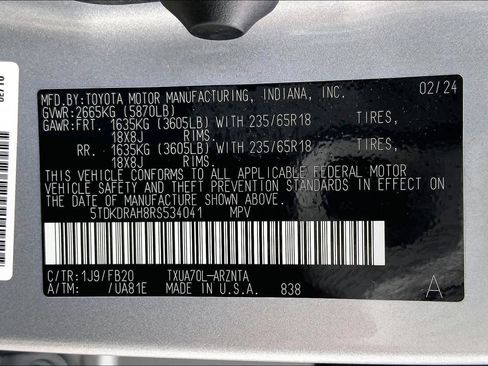 MFD.BY:TOYOTA MOTOR MANUFACTURING, INDIANA, INC. 02/24
GVWR:2665KG (5870LB)
GAWR:FRT. 1635KG (3605LB) WITH 235/65R18 TIRES,
18X8J RIMS.
RR. 1635KG (3605LB) WITH 235/65R18 TIRES,
18X8J RIMS.
THIS VEHICLE CONFORMS TO ALL APPLICABLE FEDERAL MOTOR
VEHICLE SAFETY AND THEFT PREVENTION STANDARDS IN EFFECT ON
THE DATE OF MANUFACTURE SHOWN ABOVE.
5TDKDRAH8RS534041 MPV
C/TR:1J9/FB20 TXUA70L-ARZNTA
A/TM: /UA81E MADE IN U.S.A. 838 A